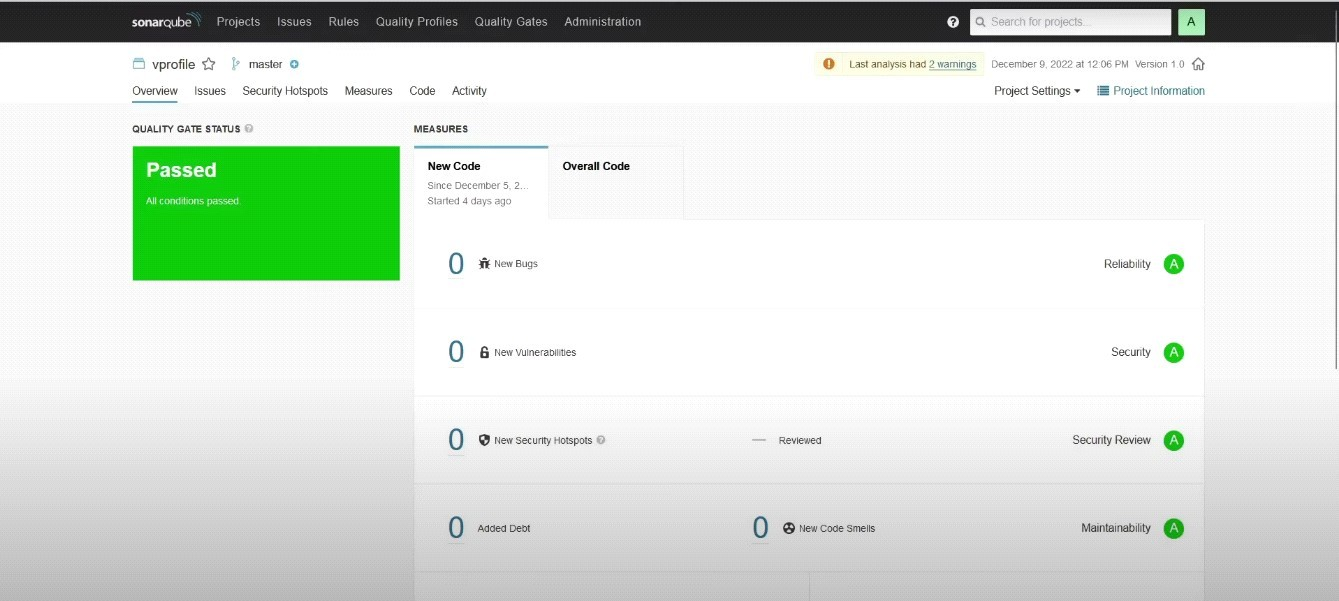 sonarqube Projects Issues Rules Quality Profiles Quality Gates Administration ? Search for projects... A
vprofile master Last analysis had 2 warnings December 9, 2022 at 12:06 PM Version 1.0
Overview Issues Security Hotspots Measures Code Activity Project Settings Project Information
QUALITY GATE STATUS ? MEASURES
Passed
All conditions passed.
New Code Overall Code
Since December 5, 2...
Started 4 days ago
0 New Bugs Reliability A
0 New Vulnerabilities Security A
0 New Security Hotspots ? — Reviewed Security Review A
0 Added Debt 0 New Code Smells Maintainability A